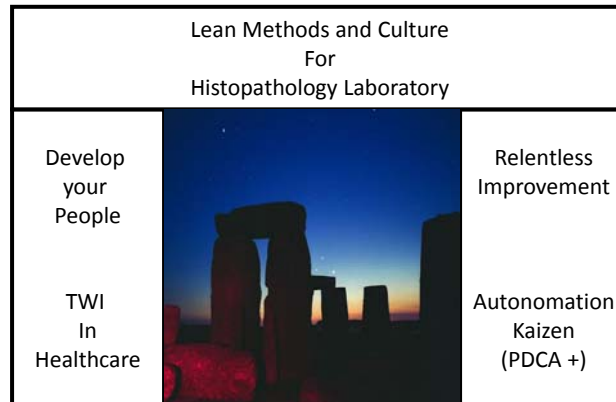 Lean Methods and Culture
For
Histopathology Laboratory
Develop
your
People
TWI
In
Healthcare
Relentless
Improvement
Autonomation
Kaizen
(PDCA +)